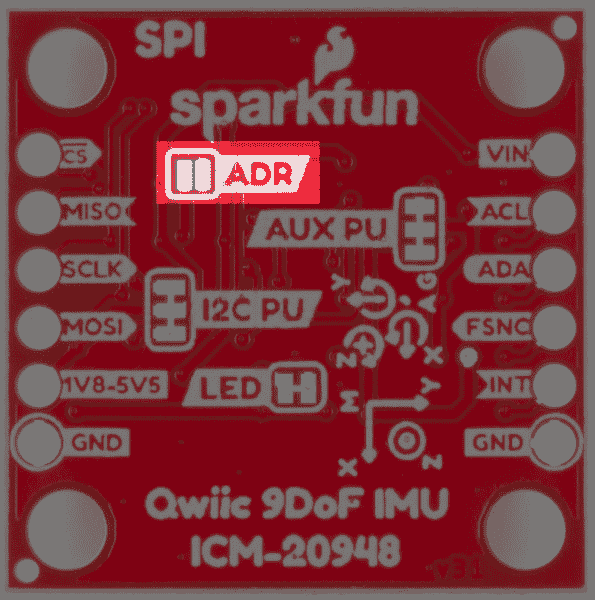 SPI
sparkfun
CS
VIN
ADR
MISO
ACL
AUX PU
SCLK
ADA
Y
AG
I2C PU
MOSI
FSNC
Z
X
1V8-5V5
LED
M
Y
INT
GND
GND
X
Z
Qwiic 9DoF IMU
ICM-20948